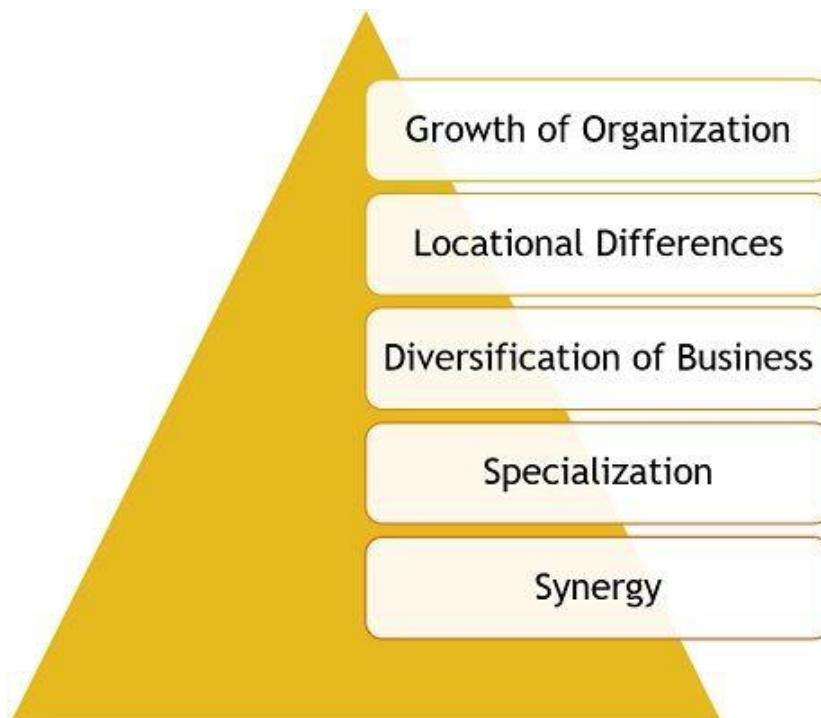 Growth of Organization
Locational Differences
Diversification of Business
Specialization
Synergy